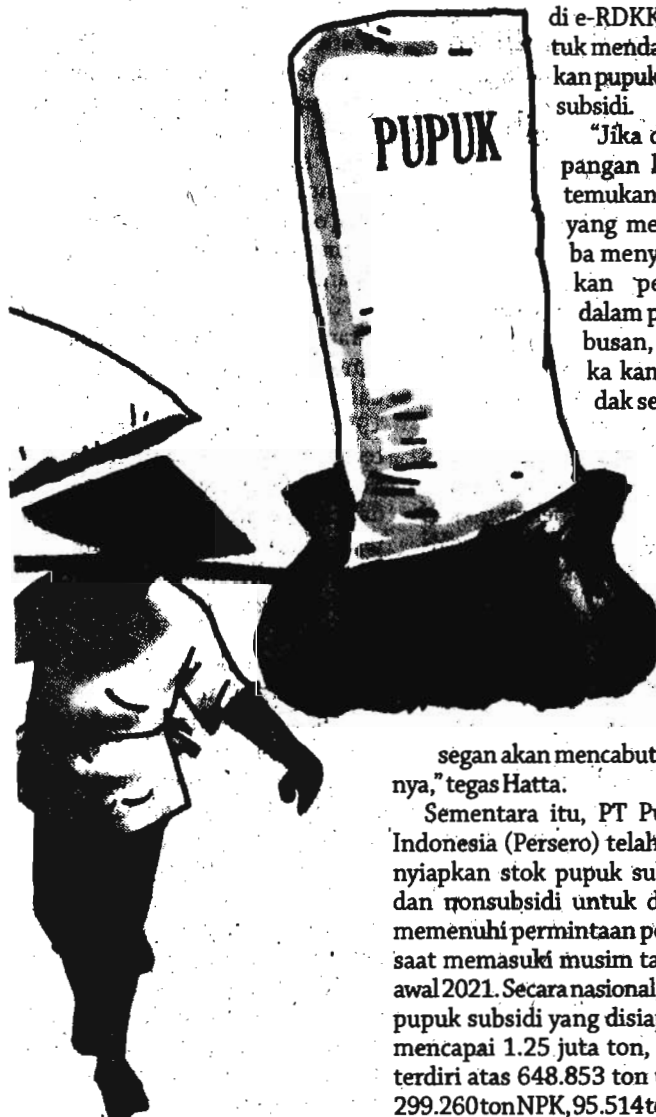 PUPUK
di e-RDKK
tuk menda
kan pupuk
subsidi.
"Jika d
pangan l
temukan
yang me
ba meny
kan pe
dalam p
busan,
ka kan
dak se
segan akan mencabut
nya," tegas Hatta.
Sementara itu, PT Pu
Indonesia (Persero) telah
nyiapkan stok pupuk su
dan nonsubsidi untuk d
memenuhi permintaan pe
saat memasuki musim ta
awal 2021. Secara nasional
pupuk subsidi yang disia
mencapai 1.25 juta ton,
terdiri atas 648.853 ton
299.260 ton NPK, 95.514 t